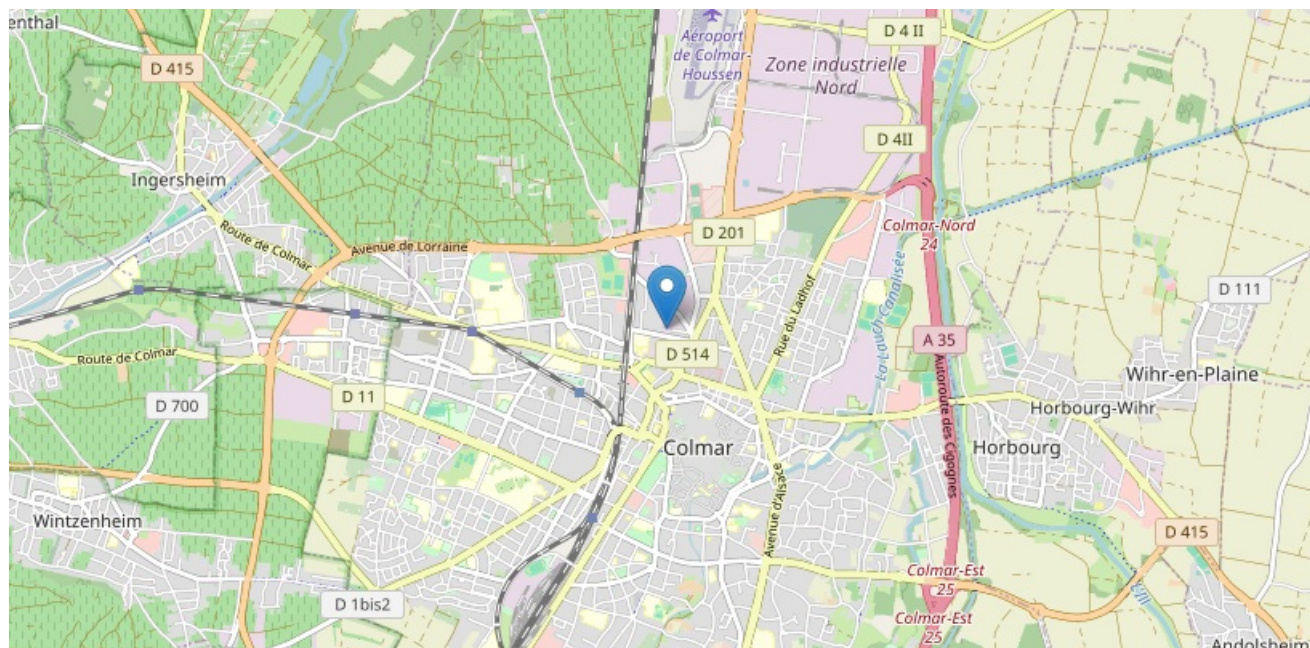 enthal
D 415
Ingersheim
Route de Colmar
Avenue de Lorraine
Aéroport
de Colmar-
Houssen
Zone industrielle
Nord
D 4 II
D 4II
D 201
Colmar-Nord
24
Rue du Ladhof
La Lauch Canalisée
D 111
D 514
A 35
Autoroute des Cigognes
Wihr-en-Plaine
Horbourg-Wihr
Horbourg
Route de Colmar
D 700
D 11
Colmar
Avenue d'Alsace
Wintzenheim
D 1bis2
Colmar-Est
25
Colmar-Est
25
D 415
L'Ill
Andolsheim